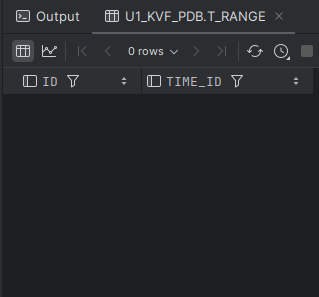 Output
U1_KVF_PDB.T_RANGE
0 rows
ID
TIME_ID